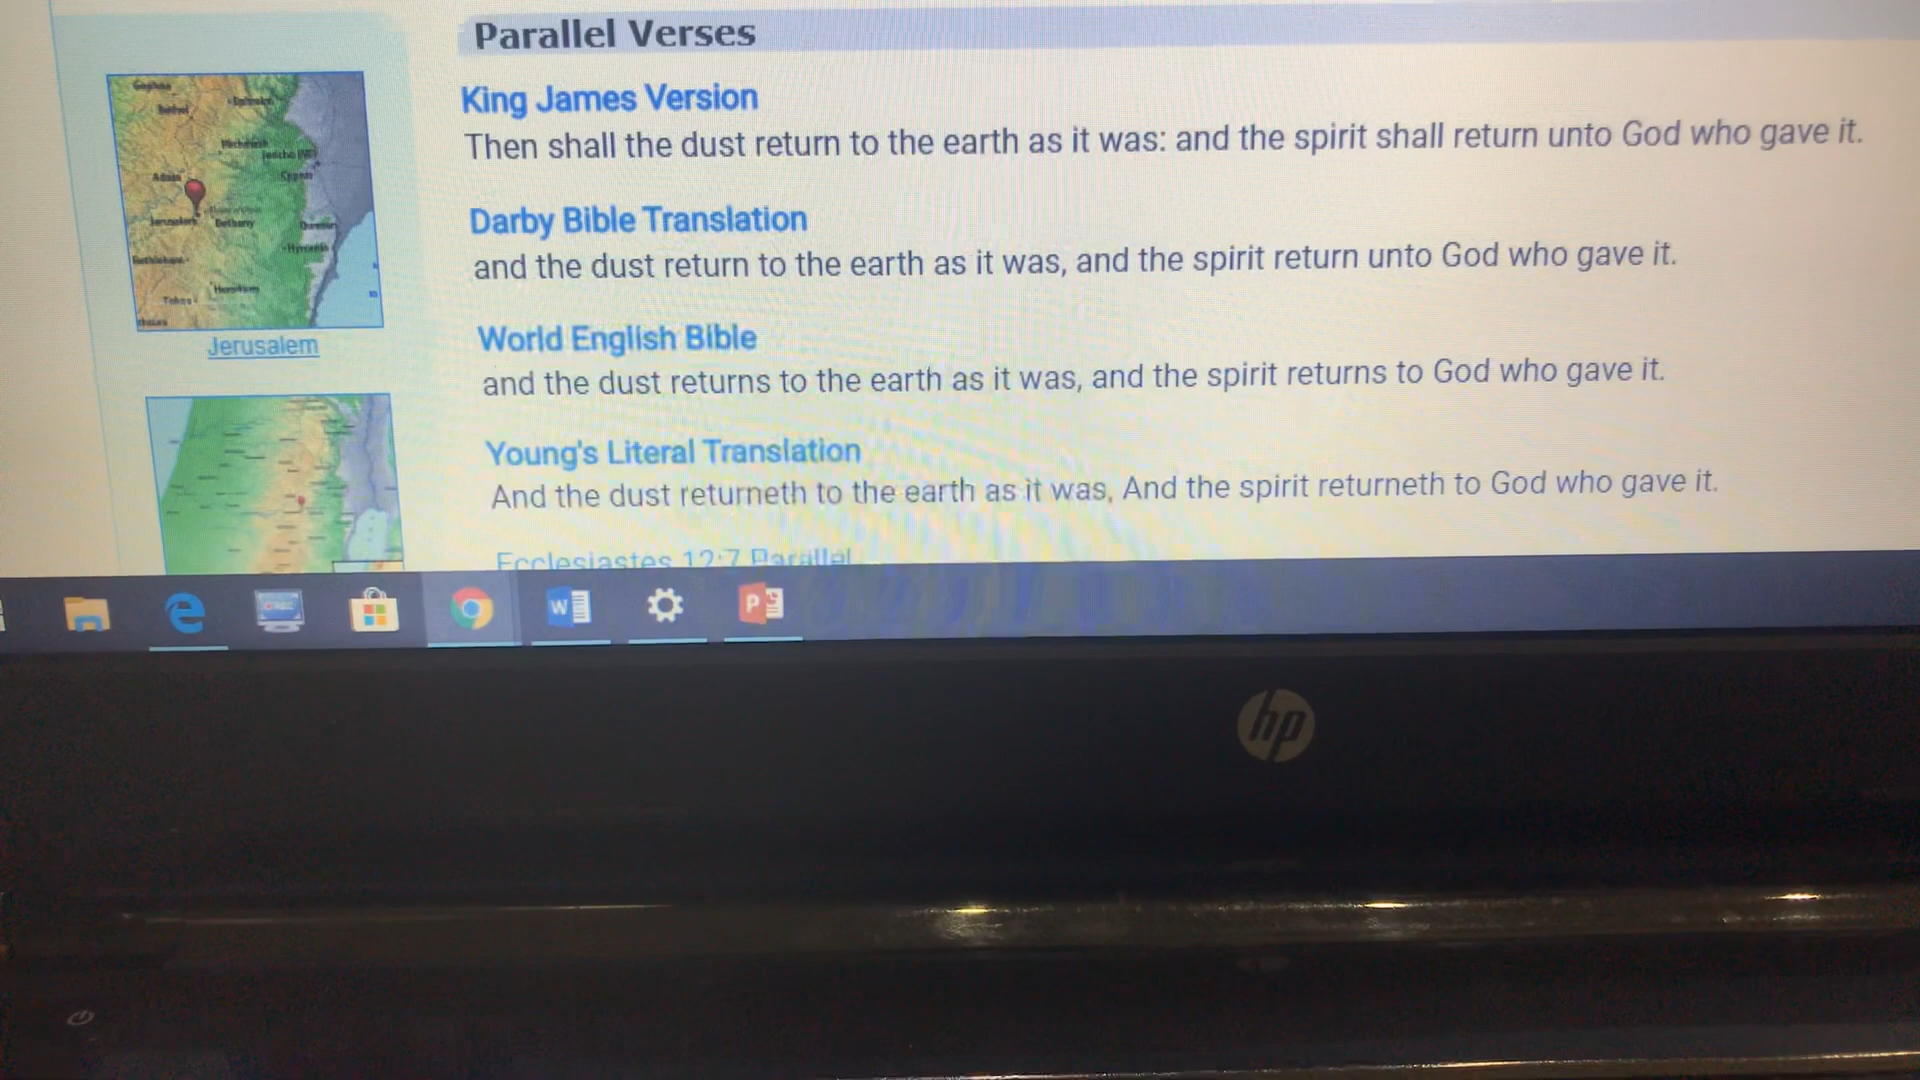 Parallel Verses
King James Version
Then shall the dust return to the earth as it was: and the spirit shall return unto God who gave it.
Darby Bible Translation
and the dust return to the earth as it was, and the spirit return unto God who gave it.
World English Bible
and the dust returns to the earth as it was, and the spirit returns to God who gave it.
Young's Literal Translation
And the dust returneth to the earth as it was, And the spirit returneth to God who gave it.
Ecclesiastes 12:7 Parallel
Bethel
Adasa
Jerusalem
Bethany
Jerusalem
W
P
hp